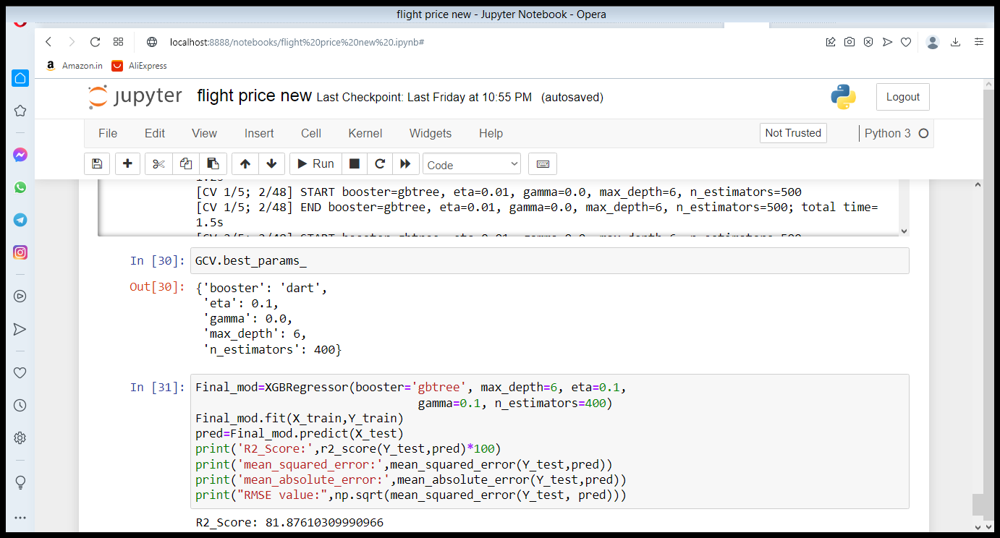 flight price new - Jupyter Notebook - Opera
localhost:8888/notebooks/flight%20price%20new%20.ipynb#
Amazon.in AliExpress
jupyter flight price new Last Checkpoint: Last Friday at 10:55 PM (autosaved) Logout
File Edit View Insert Cell Kernel Widgets Help Not Trusted Python 3
Run Code
[CV 1/5; 2/48] START booster=gbtree, eta=0.01, gamma=0.0, max_depth=6, n_estimators=500
[CV 1/5; 2/48] END booster=gbtree, eta=0.01, gamma=0.0, max_depth=6, n_estimators=500; total time=
1.5s
In [30]: GCV.best_params_
Out[30]: {'booster': 'dart',
'eta': 0.1,
'gamma': 0.0,
'max_depth': 6,
'n_estimators': 400}
In [31]: Final_mod=XGBRegressor(booster='gbtree', max_depth=6, eta=0.1,
gamma=0.1, n_estimators=400)
Final_mod.fit(X_train,Y_train)
pred=Final_mod.predict(X_test)
print('R2_Score:',r2_score(Y_test,pred)*100)
print('mean_squared_error:',mean_squared_error(Y_test,pred))
print('mean_absolute_error:',mean_absolute_error(Y_test,pred))
print("RMSE value:",np.sqrt(mean_squared_error(Y_test, pred)))
R2_Score: 81.87610309990966